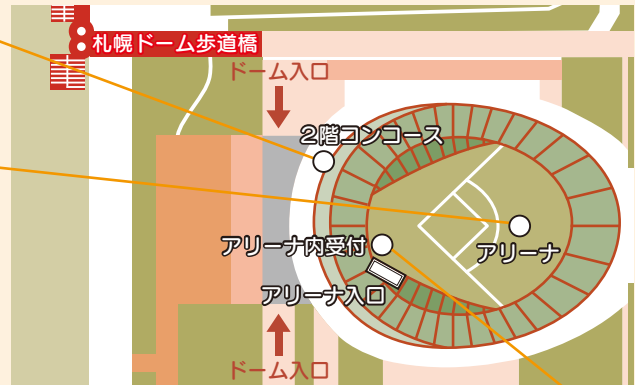 札幌ドーム歩道橋
ドーム入口
2階コンコース
アリーナ内受付
アリーナ
アリーナ入口
ドーム入口